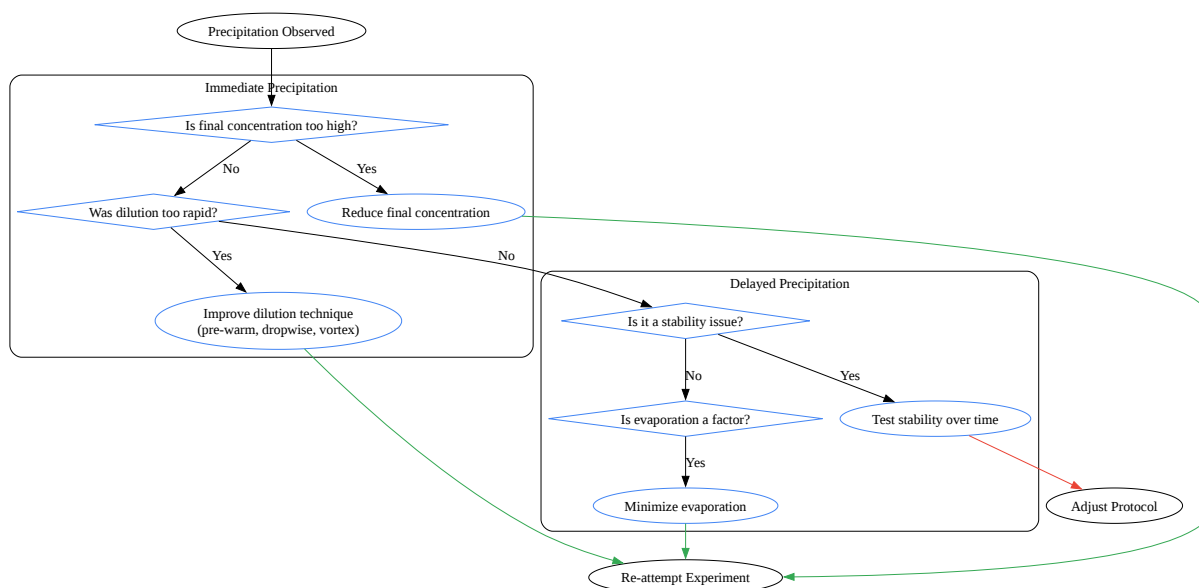 Precipitation Observed
Immediate Precipitation
Is final concentration too high?
No
Yes
Was dilution too rapid?
Reduce final concentration
Yes
No
Improve dilution technique
(pre-warm, dropwise, vortex)
Delayed Precipitation
Is it a stability issue?
No
Yes
Is evaporation a factor?
Test stability over time
Yes
Minimize evaporation
Adjust Protocol
Re-attempt Experiment